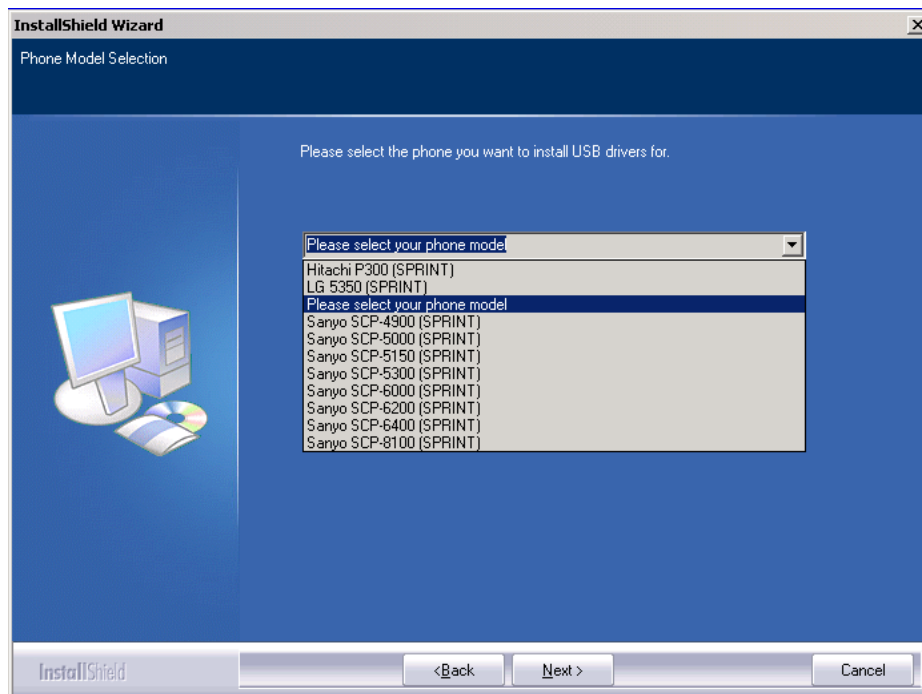 InstallShield Wizard
Phone Model Selection
Please select the phone you want to install USB drivers for.
Please select your phone model
Hitachi P300 (SPRINT)
LG 5350 (SPRINT)
Please select your phone model
Sanyo SCP-4900 (SPRINT)
Sanyo SCP-5000 (SPRINT)
Sanyo SCP-5150 (SPRINT)
Sanyo SCP-5300 (SPRINT)
Sanyo SCP-6000 (SPRINT)
Sanyo SCP-6200 (SPRINT)
Sanyo SCP-6400 (SPRINT)
Sanyo SCP-8100 (SPRINT)
InstallShield
<Back
Next >
Cancel